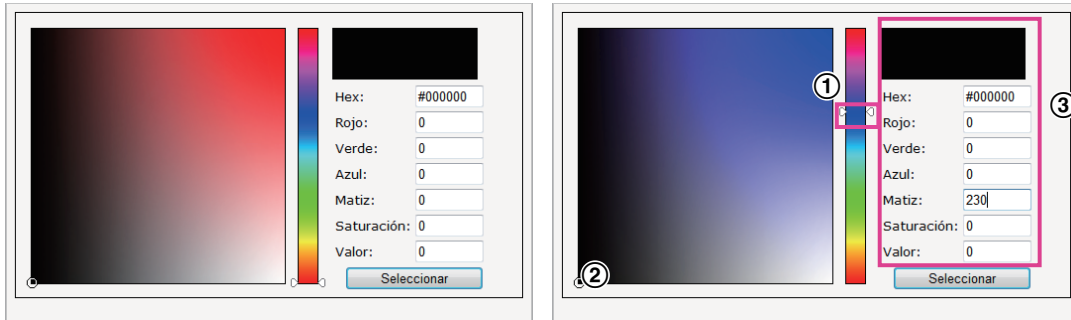 Hex: #000000
Rojo: 0
Verde: 0
Azul: 0
Matiz: 0
Saturación: 0
Valor: 0
Seleccionar
①
②
③
Hex: #000000
Rojo: 0
Verde: 0
Azul: 0
Matiz: 230
Saturación: 0
Valor: 0
Seleccionar